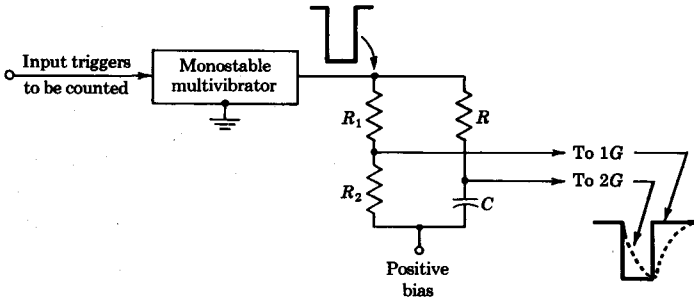 Input triggers
to be counted
Monostable
multivibrator
R₁
R
R₂
C
To 1G
To 2G
Positive
bias